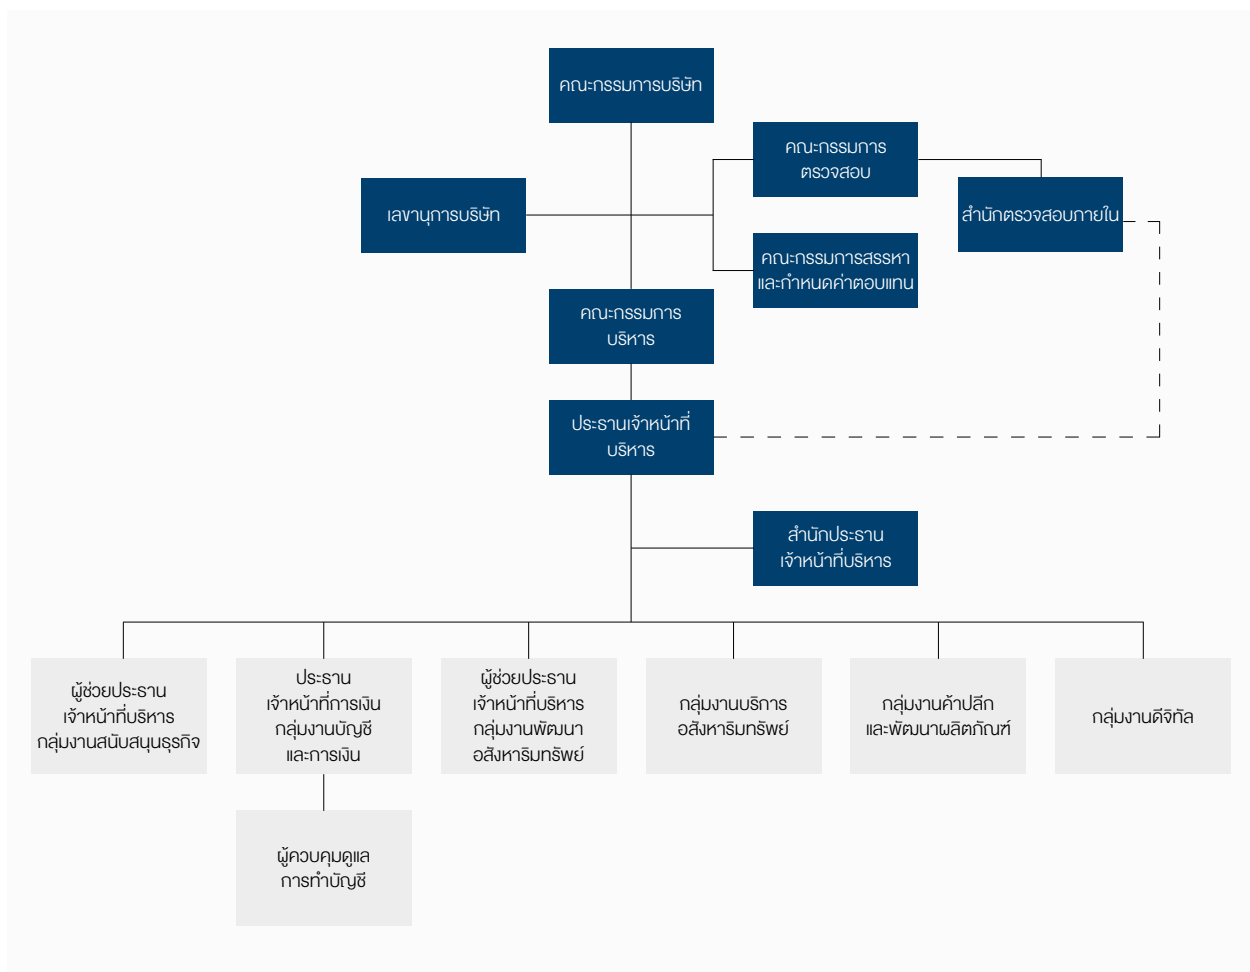 คณะกรรมการบริษัท
คณะกรรมการ
ตรวจสอบ
เลขานุการบริษัท
สำนักตรวจสอบภายใน
คณะกรรมการสรรหา
และกำหนดค่าตอบแทน
คณะกรรมการ
บริหาร
ประธานเจ้าหน้าที่
บริหาร
สำนักประธาน
เจ้าหน้าที่บริหาร
ผู้ช่วยประธาน
เจ้าหน้าที่บริหาร
กลุ่มงานสนับสนุนธุรกิจ
ประธาน
เจ้าหน้าที่การเงิน
กลุ่มงานบัญชี
และการเงิน
ผู้ช่วยประธาน
เจ้าหน้าที่บริหาร
กลุ่มงานพัฒนา
อสังหาริมทรัพย์
กลุ่มงานบริการ
อสังหาริมทรัพย์
กลุ่มงานค้าปลีก
และพัฒนาผลิตภัณฑ์
กลุ่มงานดิจิทัล
ผู้ควบคุมดูแล
การทำบัญชี